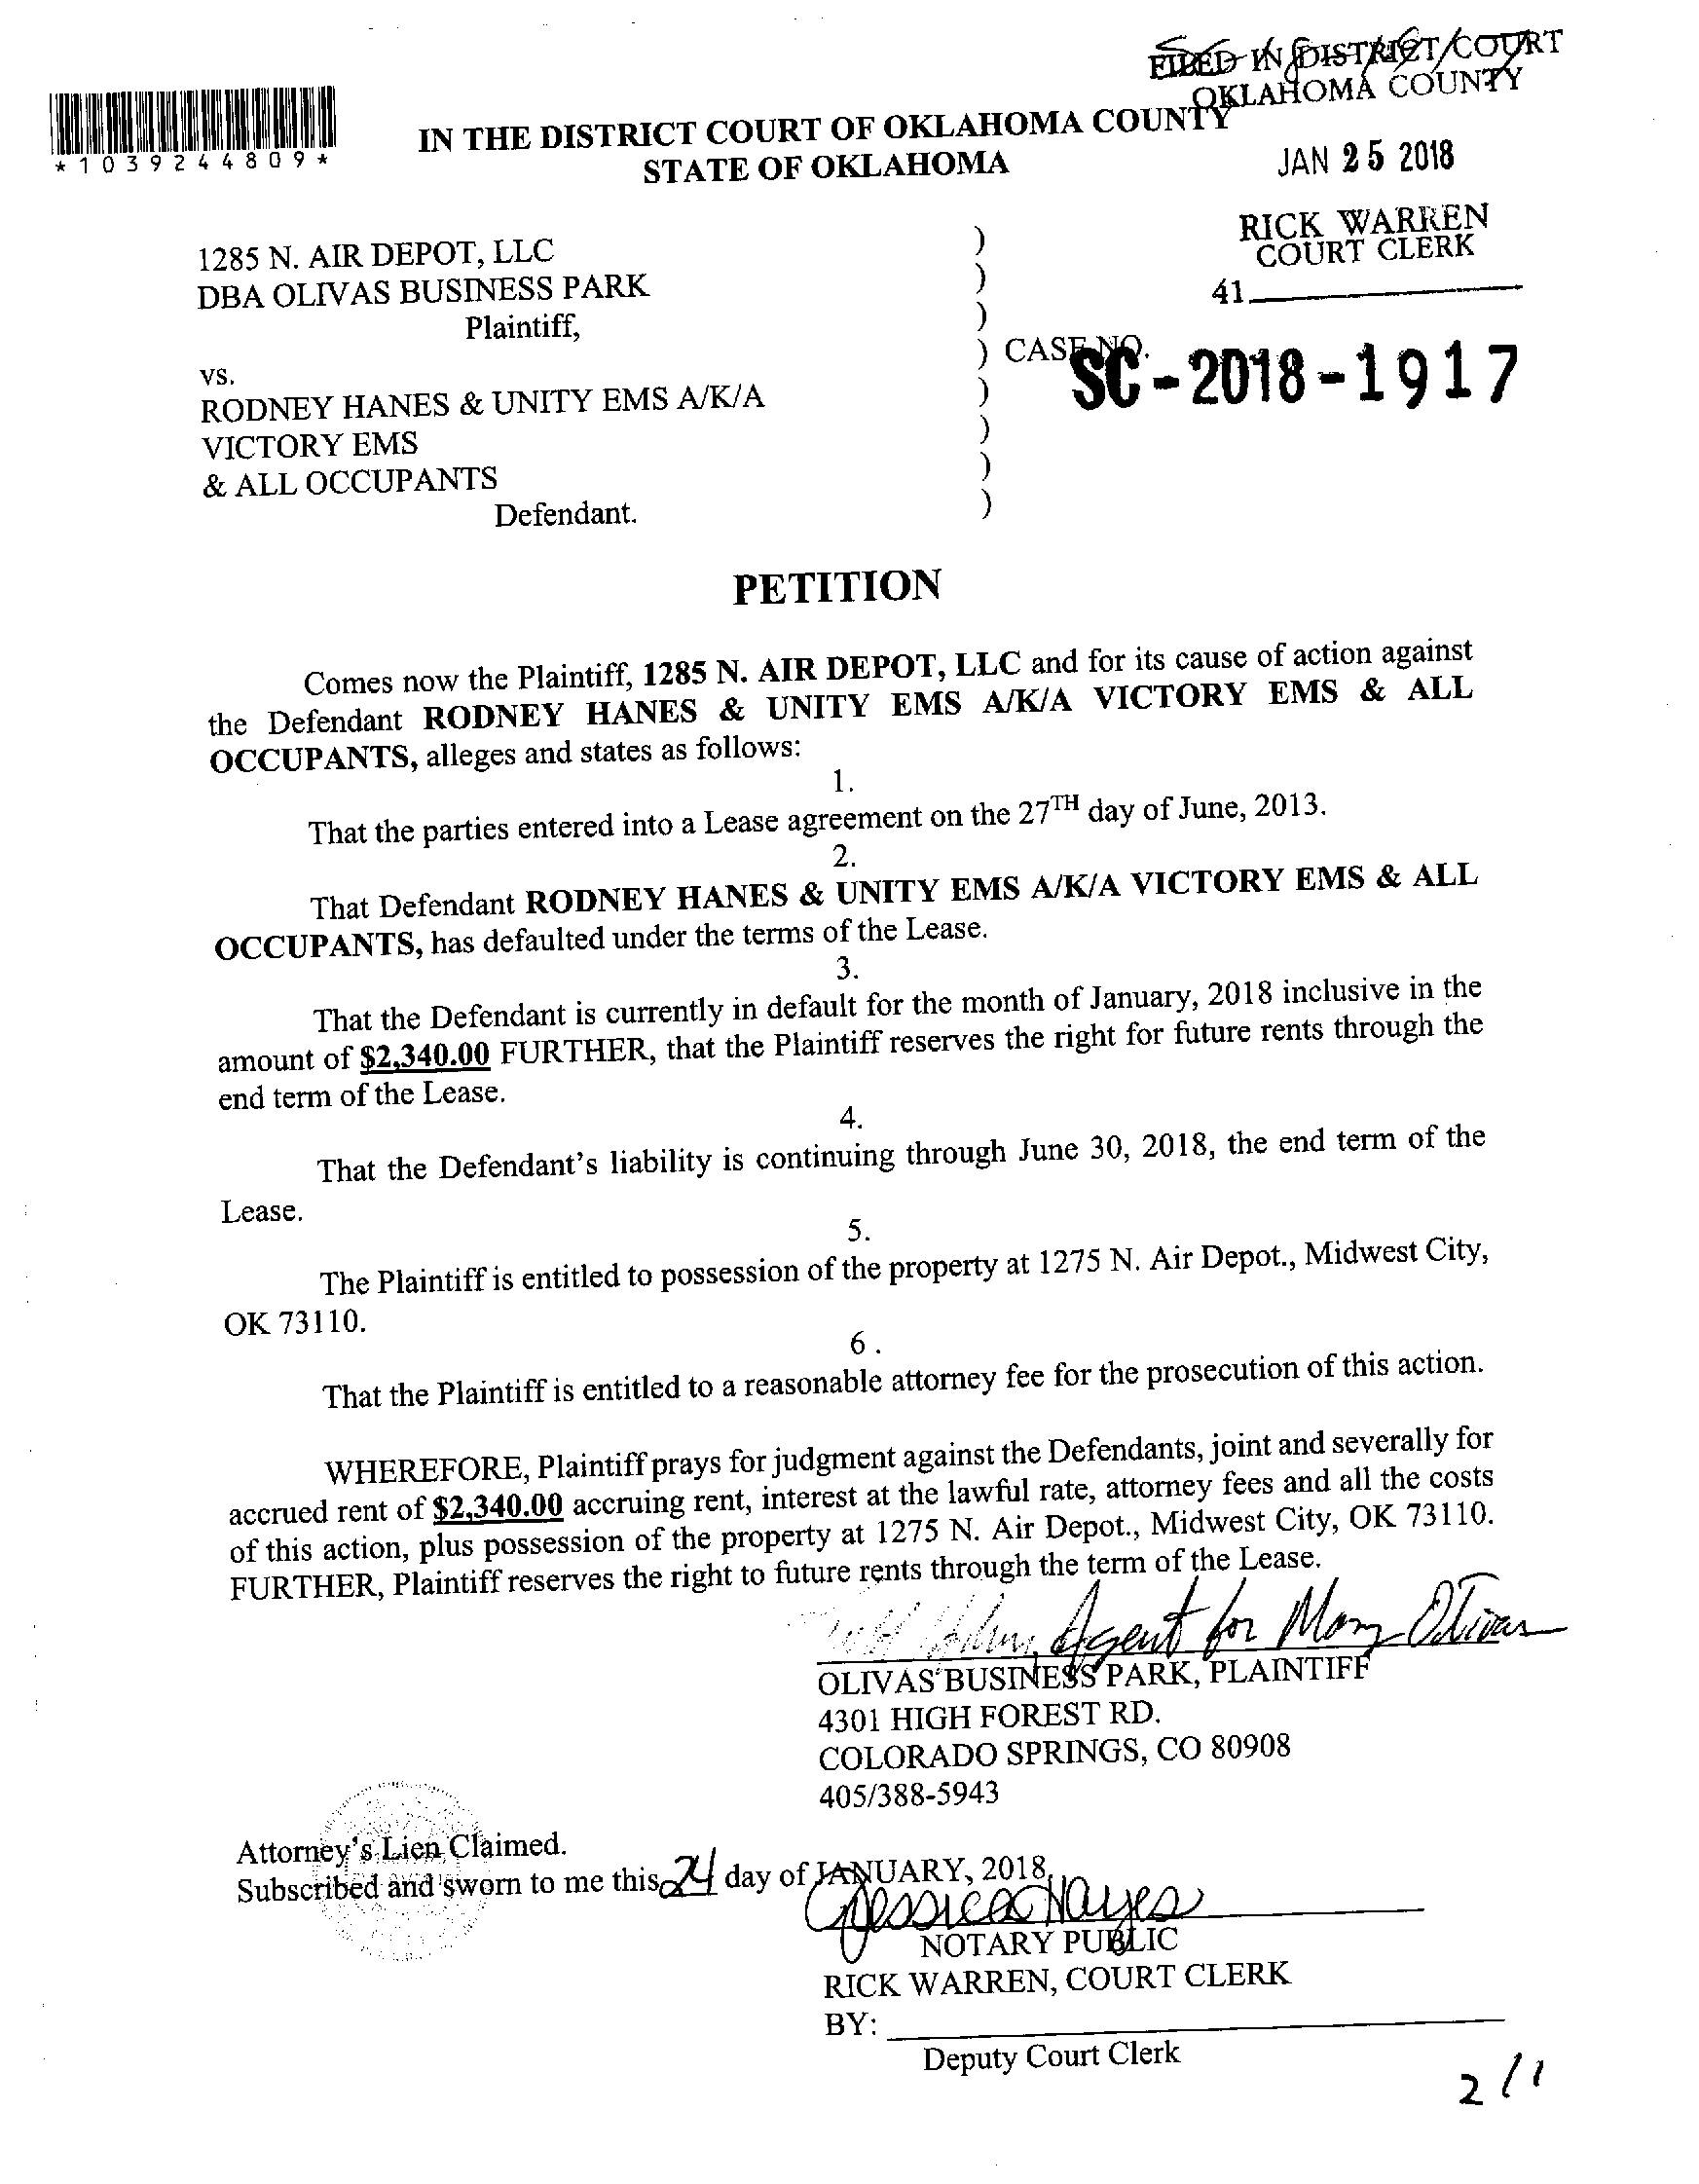 FILED IN DISTRICT COURT
OKLAHOMA COUNTY
*1039244809*
IN THE DISTRICT COURT OF OKLAHOMA COUNTY
STATE OF OKLAHOMA
JAN 25 2018
RICK WARREN
COURT CLERK
41
1285 N. AIR DEPOT, LLC )
DBA OLIVAS BUSINESS PARK )
Plaintiff, )
) CASE NO. SC-2018-1917
vs.
RODNEY HANES & UNITY EMS A/K/A )
VICTORY EMS )
& ALL OCCUPANTS )
Defendant. )
PETITION
Comes now the Plaintiff, 1285 N. AIR DEPOT, LLC and for its cause of action against
the Defendant RODNEY HANES & UNITY EMS A/K/A VICTORY EMS & ALL
OCCUPANTS, alleges and states as follows:
1.
That the parties entered into a Lease agreement on the 27TH day of June, 2013.
2.
That Defendant RODNEY HANES & UNITY EMS A/K/A VICTORY EMS & ALL
OCCUPANTS, has defaulted under the terms of the Lease.
3.
That the Defendant is currently in default for the month of January, 2018 inclusive in the
amount of $2,340.00 FURTHER, that the Plaintiff reserves the right for future rents through the
end term of the Lease.
4.
That the Defendant's liability is continuing through June 30, 2018, the end term of the
Lease.
5.
The Plaintiff is entitled to possession of the property at 1275 N. Air Depot., Midwest City,
OK 73110.
6 .
That the Plaintiff is entitled to a reasonable attorney fee for the prosecution of this action.
WHEREFORE, Plaintiff prays for judgment against the Defendants, joint and severally for
accrued rent of $2,340.00 accruing rent, interest at the lawful rate, attorney fees and all the costs
of this action, plus possession of the property at 1275 N. Air Depot., Midwest City, OK 73110.
FURTHER, Plaintiff reserves the right to future rents through the term of the Lease.
Agent for Mary Olivas
OLIVAS BUSINESS PARK, PLAINTIFF
4301 HIGH FOREST RD.
COLORADO SPRINGS, CO 80908
405/388-5943
Attorney's Lien Claimed.
Subscribed and sworn to me this 24 day of JANUARY, 2018.
Jessica Hayes
NOTARY PUBLIC
RICK WARREN, COURT CLERK
BY:
Deputy Court Clerk
2/1